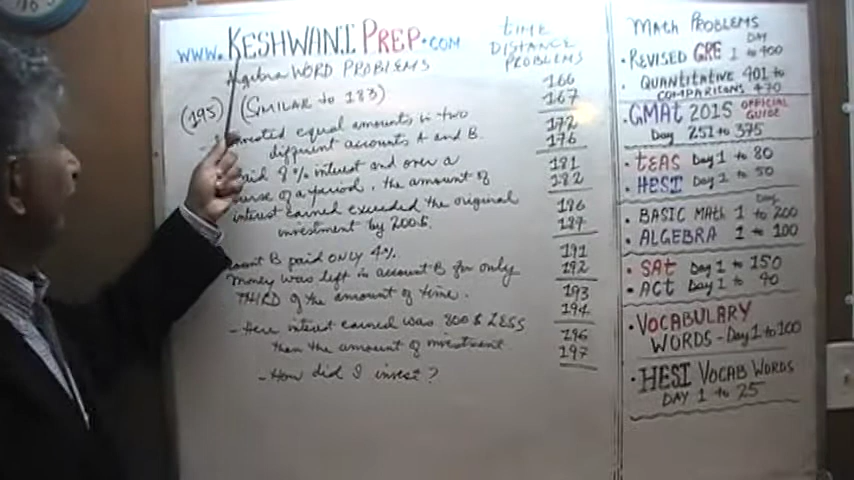 www.KESHWANI PREP.com
Algebra WORD PROBLEMS
(195) (SIMILAR to 183)
invested equal amounts in two
different accounts A and B.
paid 8% interest and over a
course of a period, the amount of
interest earned exceeded the original
investment by 200$.
account B paid ONLY 4%
Money was left in account B for only
THIRD of the amount of time.
- Here interest earned was 800$ LESS
than the amount of investment
- How did I invest?
time
DISTANCE
PROBLEMS
166
167
172
176
181
182
186
187
191
192
193
194
196
197
MATH PROBLEMS
DAY
• REVISED GRE 1 to 400
• QUANTITATIVE 401 to
COMPARISONS 470
• GMAT 2015 OFFICIAL GUIDE
Day 251 to 375
• TEAS Day 1 to 80
• HESI Day 1 to 50
Day
• BASIC MATH 1 to 200
• ALGEBRA 1 to 100
• SAT Day 1 to 150
• ACT Day 1 to 90
• VOCABULARY
WORDS - Day 1 to 100
• HESI VOCAB WORDS
DAY 1 to 25